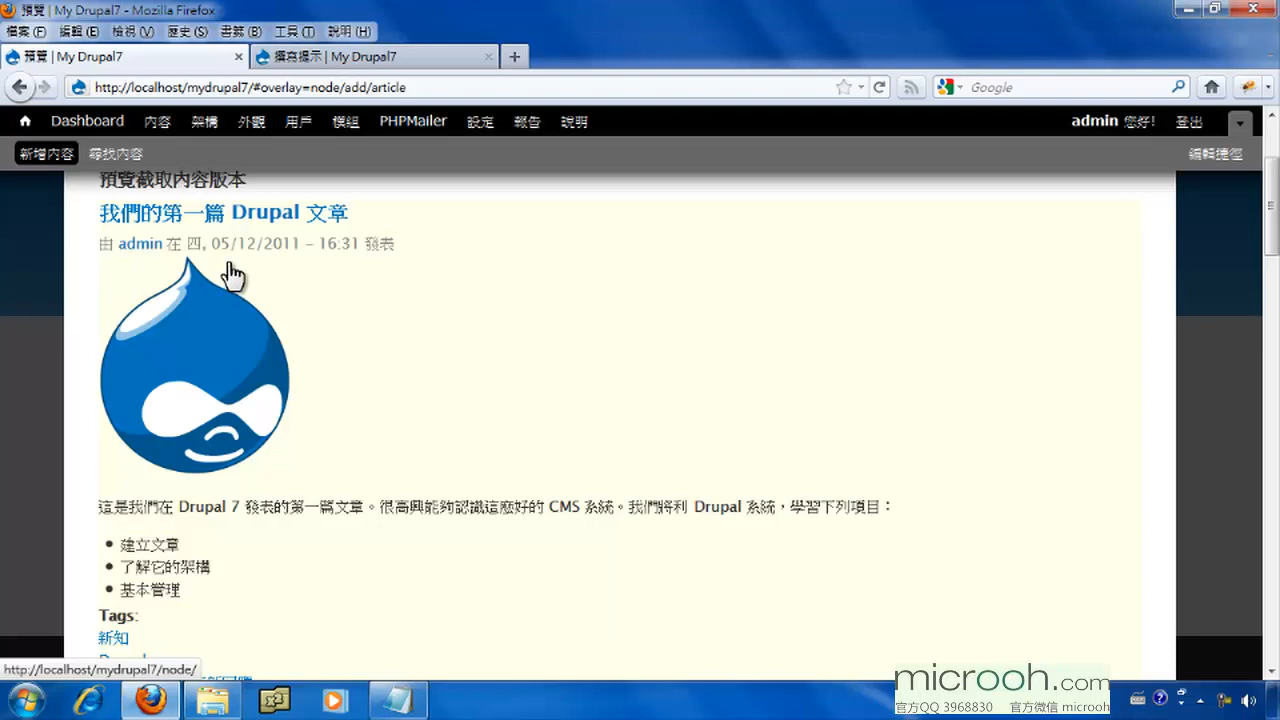 預覽 | My Drupal7 - Mozilla Firefox
檔案(F) 編輯(E) 檢視(V) 歷史(S) 書籤(B) 工具(T) 說明(H)
預覽 | My Drupal7
撰寫提示 | My Drupal7
http://localhost/mydrupal7/#overlay=node/add/article
Google
Dashboard 內容 架構 外觀 用戶 模組 PHPMailer 設定 報告 說明
admin 您好! 登出
新增內容 尋找內容
編輯捷徑
預覽截取內容版本
我們的第一篇 Drupal 文章
由 admin 在 四, 05/12/2011 – 16:31 發表
這是我們在 Drupal 7 發表的第一篇文章。很高興能夠認識這麼好的 CMS 系統。我們將利 Drupal 系統，學習下列項目：
建立文章
了解它的架構
基本管理
Tags:
新知
http://localhost/mydrupal7/node/
microoh.com
官方QQ 3968830 官方微信 microoh